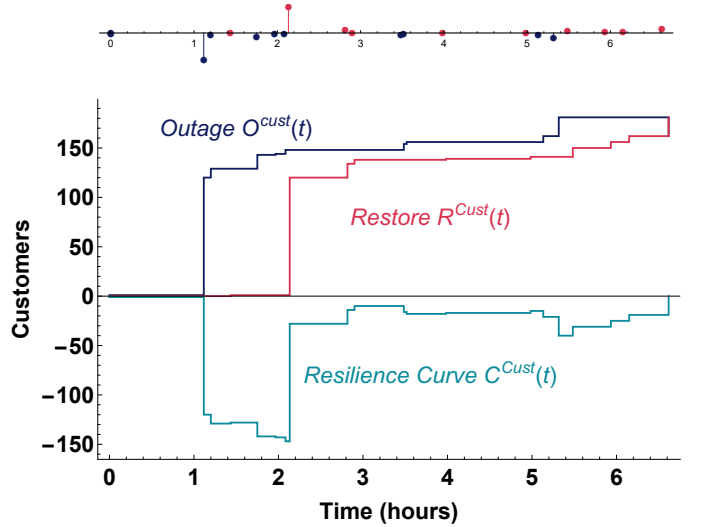 0 1 2 3 4 5 6
Outage O^cust(t)
150
100
Restore R^Cust(t)
50
0
Customers
−50
Resilience Curve C^Cust(t)
−100
−150
0 1 2 3 4 5 6
Time (hours)